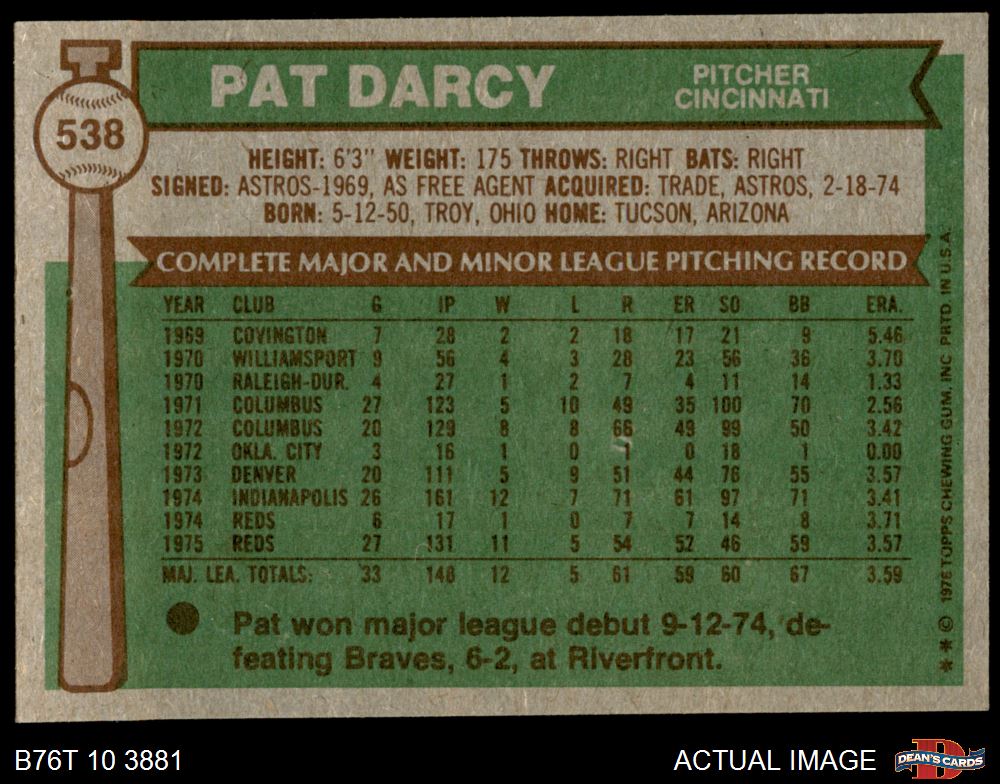 PAT DARCY
PITCHER
CINCINNATI
538
HEIGHT: 6'3" WEIGHT: 175 THROWS: RIGHT BATS: RIGHT
SIGNED: ASTROS-1969, AS FREE AGENT ACQUIRED: TRADE, ASTROS, 2-18-74
BORN: 5-12-50, TROY, OHIO HOME: TUCSON, ARIZONA
COMPLETE MAJOR AND MINOR LEAGUE PITCHING RECORD
YEAR CLUB G IP W L R ER SO BB ERA.
1969 COVINGTON 7 28 2 2 18 17 21 9 5.46
1970 WILLIAMSPORT 9 56 4 3 28 23 56 36 3.70
1970 RALEIGH-DUR. 4 27 1 2 7 4 11 14 1.33
1971 COLUMBUS 27 123 5 10 49 35 100 70 2.56
1972 COLUMBUS 20 129 8 8 66 49 99 50 3.42
1972 OKLA. CITY 3 16 1 0 1 0 18 1 0.00
1973 DENVER 20 111 5 9 51 44 76 55 3.57
1974 INDIANAPOLIS 26 161 12 7 71 61 97 71 3.41
1974 REDS 6 17 1 0 7 7 14 8 3.71
1975 REDS 27 131 11 5 54 52 46 59 3.57
MAJ. LEA. TOTALS: 33 148 12 5 61 59 60 67 3.59
Pat won major league debut 9-12-74, de-
feating Braves, 6-2, at Riverfront.
** © 1976 TOPPS CHEWING GUM, INC. PRTD. IN U.S.A.
B76T 10 3881
ACTUAL IMAGE
D
DEAN'S CARDS